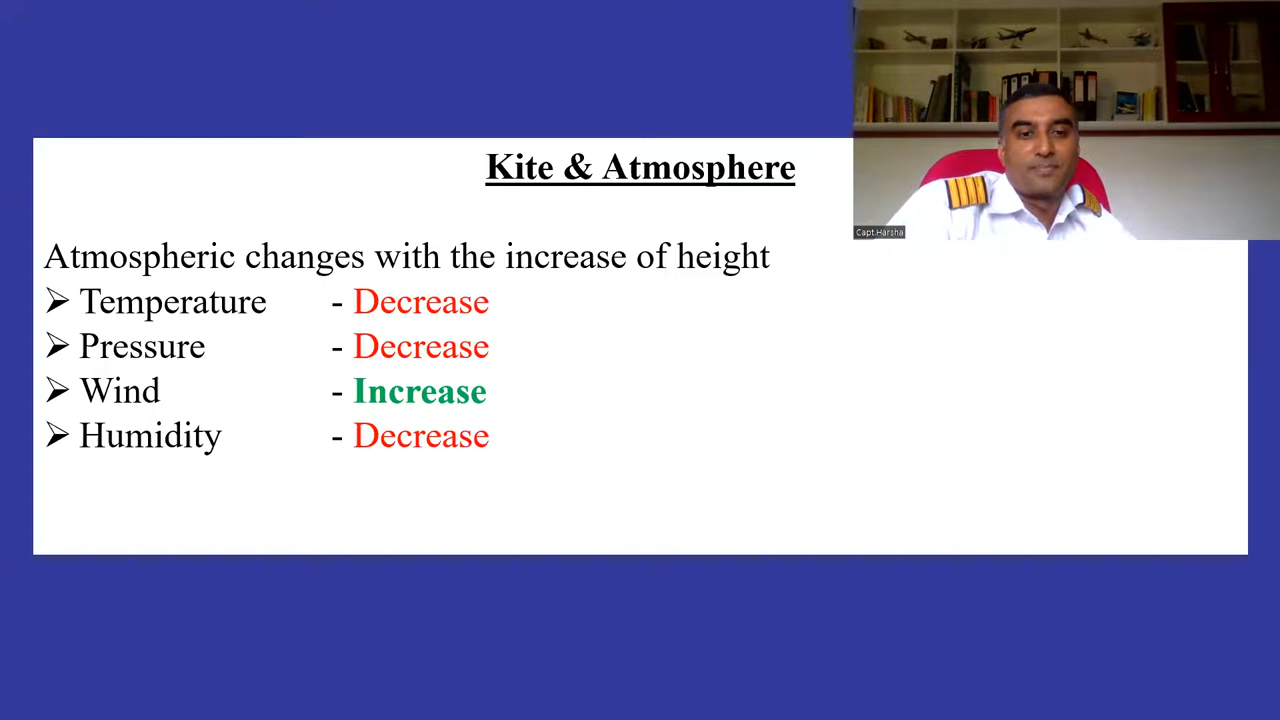 Kite & Atmosphere
Capt.Harsha
Atmospheric changes with the increase of height
➢ Temperature - Decrease
➢ Pressure - Decrease
➢ Wind - Increase
➢ Humidity - Decrease